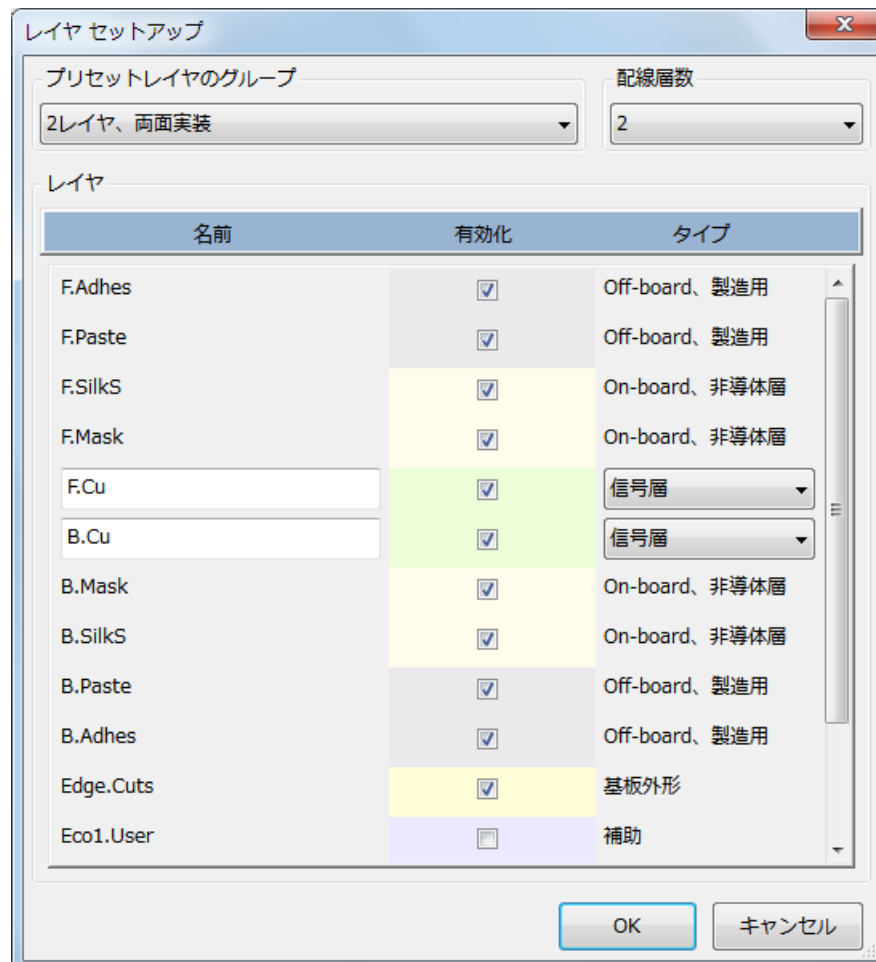 レイヤ セットアップ
プリセットレイヤのグループ 配線層数
2レイヤ、両面実装 2
レイヤ
名前 有効化 タイプ
F.Adhes Off-board、製造用
F.Paste Off-board、製造用
F.SilkS On-board、非導体層
F.Mask On-board、非導体層
F.Cu 信号層
B.Cu 信号層
B.Mask On-board、非導体層
B.SilkS On-board、非導体層
B.Paste Off-board、製造用
B.Adhes Off-board、製造用
Edge.Cuts 基板外形
Eco1.User 補助
OK キャンセル